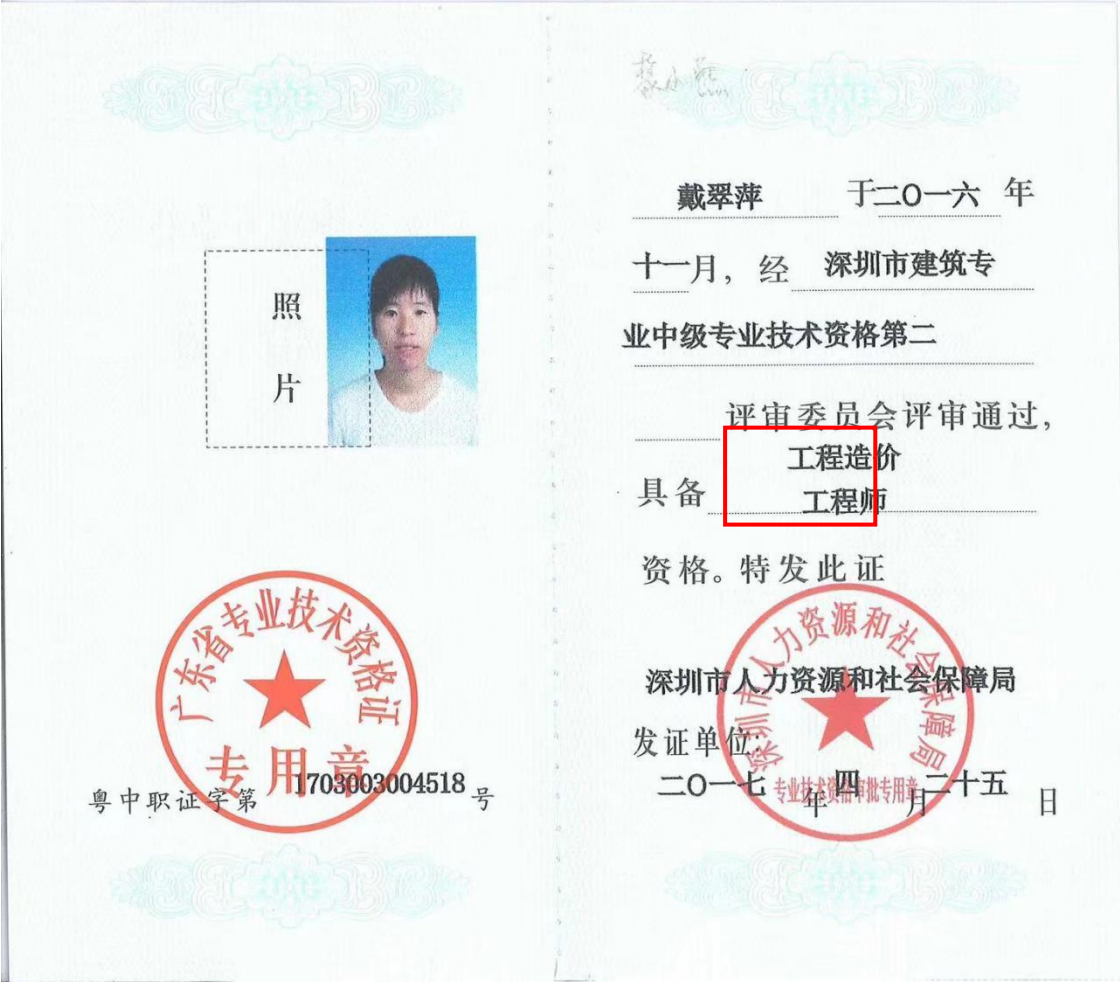 照
片
广东省专业技术资格证
专用章
粤中职证字第 1703003004518 号
戴翠萍 于二〇一六 年
十一月，经 深圳市建筑专
业中级专业技术资格第二
评审委员会评审通过，
工程造价
具备 工程师
资格。特发此证
深圳市人力资源和社会保障局
深圳市人力资源和社会保障局
发证单位：
专业技术资格审批专用章
二〇一七 年 四 月 二十五 日